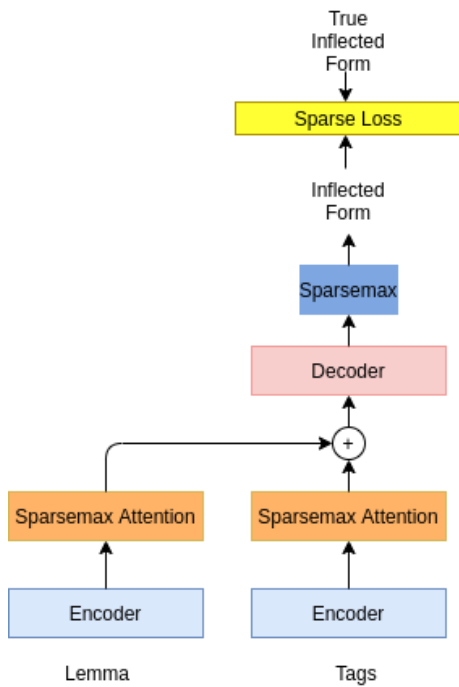 True
Inflected
Form
Sparse Loss
Inflected
Form
Sparsemax
Decoder
+
Sparsemax Attention
Sparsemax Attention
Encoder
Encoder
Lemma
Tags